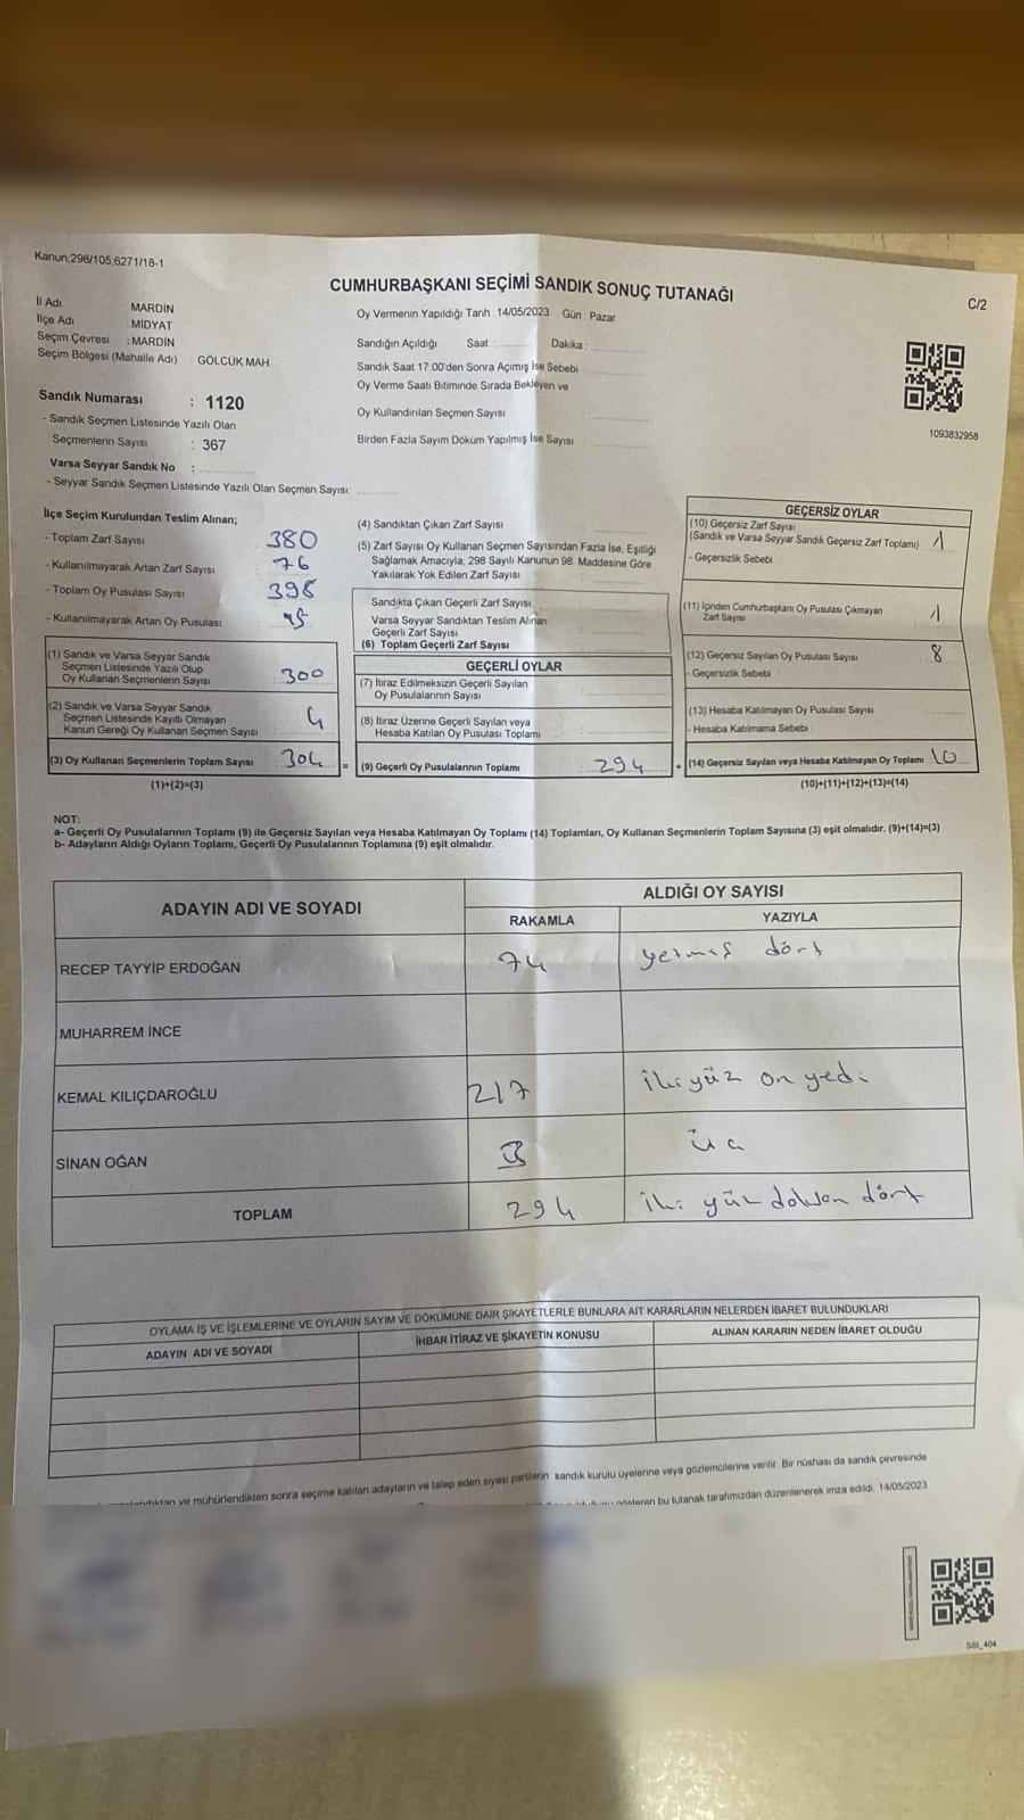 Kanun:298/105,6271/18-1
CUMHURBAŞKANI SEÇİMİ SANDIK SONUÇ TUTANAĞI
C/2
İl Adı MARDİN
İlçe Adı MİDYAT
Seçim Çevresi : MARDİN
Seçim Bölgesi (Mahalle Adı) GÖLCÜK MAH
Sandık Numarası : 1120
- Sandık Seçmen Listesinde Yazılı Olan
Seçmenlerin Sayısı : 367
Varsa Seyyar Sandık No :
- Seyyar Sandık Seçmen Listesinde Yazılı Olan Seçmen Sayısı:
Oy Vermenin Yapıldığı Tarih 14/05/2023 Gün Pazar
Sandığın Açıldığı Saat Dakika
Sandık Saat 17:00'den Sonra Açımış İse Sebebi
Oy Verme Saati Bitiminde Sırada Bekleyen ve
Oy Kullandırılan Seçmen Sayısı
Birden Fazla Sayım Döküm Yapılmış İse Sayısı
1093832958
İlçe Seçim Kurulundan Teslim Alınan;
- Toplam Zarf Sayısı 380
- Kullanılmayarak Artan Zarf Sayısı 76
- Toplam Oy Pusulası Sayısı 395
- Kullanılmayarak Artan Oy Pusulası
(1) Sandık ve Varsa Seyyar Sandık
Seçmen Listesinde Yazılı Olup
Oy Kullanan Seçmenlerin Sayısı 300
(2) Sandık ve Varsa Seyyar Sandık
Seçmen Listesinde Kayıtlı Olmayan
Kanun Gereği Oy Kullanan Seçmen Sayısı 4
(3) Oy Kullanan Seçmenlerin Toplam Sayısı 304 =
(1)+(2)=(3)
(4) Sandıktan Çıkan Zarf Sayısı
(5) Zarf Sayısı Oy Kullanan Seçmen Sayısından Fazla İse, Eşitliği
Sağlamak Amacıyla, 298 Sayılı Kanunun 98. Maddesine Göre
Yakılarak Yok Edilen Zarf Sayısı
Sandıkta Çıkan Geçerli Zarf Sayısı
Varsa Seyyar Sandıktan Teslim Alınan
Geçerli Zarf Sayısı
(6) Toplam Geçerli Zarf Sayısı
GEÇERLİ OYLAR
(7) İtiraz Edilmeksizin Geçerli Sayılan
Oy Pusulalarının Sayısı
(8) İtiraz Üzerine Geçerli Sayılan veya
Hesaba Katılan Oy Pusulası Toplamı
(9) Geçerli Oy Pusulalarının Toplamı 294 +
GEÇERSİZ OYLAR
(10) Geçersiz Zarf Sayısı
(Sandık ve Varsa Seyyar Sandık Geçersiz Zarf Toplamı) 1
- Geçersizlik Sebebi
(11) İçinden Cumhurbaşkanı Oy Pusulası Çıkmayan
Zarf Sayısı 1
(12) Geçersiz Sayılan Oy Pusulası Sayısı 8
- Geçersizlik Sebebi
(13) Hesaba Katılmayan Oy Pusulası Sayısı
- Hesaba Katılmama Sebebi
(14) Geçersiz Sayılan veya Hesaba Katılmayan Oy Toplamı 10
(10)+(11)+(12)+(13)=(14)
NOT:
a- Geçerli Oy Pusulalarının Toplamı (9) ile Geçersiz Sayılan veya Hesaba Katılmayan Oy Toplamı (14) Toplamları, Oy Kullanan Seçmenlerin Toplam Sayısına (3) eşit olmalıdır. (9)+(14)=(3)
b- Adayların Aldığı Oyların Toplamı, Geçerli Oy Pusulalarının Toplamına (9) eşit olmalıdır.
ADAYIN ADI VE SOYADI
ALDIĞI OY SAYISI
RAKAMLA YAZIYLA
RECEP TAYYİP ERDOĞAN 74 yetmiş dört
MUHARREM İNCE
KEMAL KILIÇDAROĞLU 217 iki yüz on yedi
SİNAN OĞAN 3 üç
TOPLAM 294 iki yüz doksan dört
OYLAMA İŞ VE İŞLEMLERİNE VE OYLARIN SAYIM VE DÖKÜMÜNE DAİR ŞİKAYETLERLE BUNLARA AİT KARARLARIN NELERDEN İBARET BULUNDUKLARI
ADAYIN ADI VE SOYADI İHBAR İTİRAZ VE ŞİKAYETİN KONUSU ALINAN KARARIN NEDEN İBARET OLDUĞU
ve mühürlendikten sonra seçime katılan adayların ve talep eden siyasi partilerin sandık kurulu üyelerine veya gözlemcilerine verilir. Bir nüshası da sandık çevresinde
bu tutanak tarafımızdan düzenlenerek imza edildi. 14/05/2023